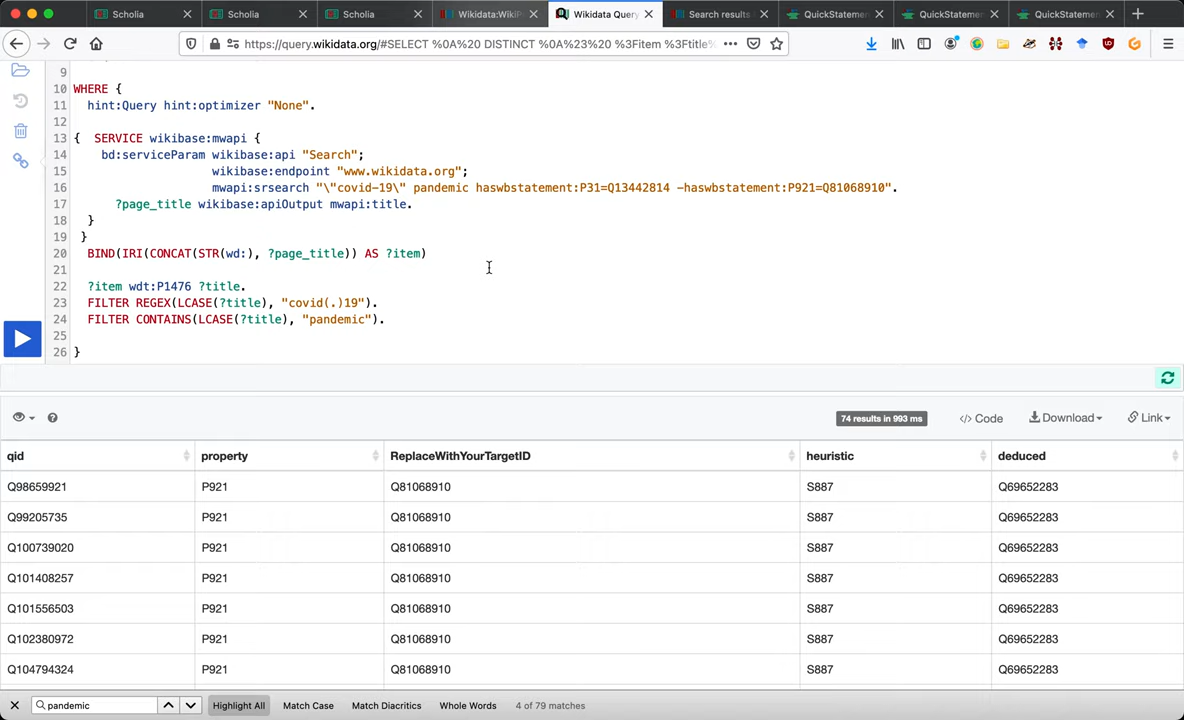 Scholia
Scholia
Scholia
Wikidata:WikiP
Wikidata Query
Search results
QuickStatemen
QuickStatemen
QuickStatemen
https://query.wikidata.org/#SELECT %0A%20 DISTINCT %0A%23%20 %3Fitem %3Ftitle%
9
10 WHERE {
11 hint:Query hint:optimizer "None".
12
13 { SERVICE wikibase:mwapi {
14 bd:serviceParam wikibase:api "Search";
15 wikibase:endpoint "www.wikidata.org";
16 mwapi:srsearch "\"covid-19\" pandemic haswbstatement:P31=Q13442814 -haswbstatement:P921=Q81068910".
17 ?page_title wikibase:apiOutput mwapi:title.
18 }
19 }
20 BIND(IRI(CONCAT(STR(wd:), ?page_title)) AS ?item)
21
22 ?item wdt:P1476 ?title.
23 FILTER REGEX(LCASE(?title), "covid(.)19").
24 FILTER CONTAINS(LCASE(?title), "pandemic").
25
26 }
74 results in 993 ms </> Code Download Link
qid property ReplaceWithYourTargetID heuristic deduced
Q98659921 P921 Q81068910 S887 Q69652283
Q99205735 P921 Q81068910 S887 Q69652283
Q100739020 P921 Q81068910 S887 Q69652283
Q101408257 P921 Q81068910 S887 Q69652283
Q101556503 P921 Q81068910 S887 Q69652283
Q102380972 P921 Q81068910 S887 Q69652283
Q104794324 P921 Q81068910 S887 Q69652283
pandemic Highlight All Match Case Match Diacritics Whole Words 4 of 79 matches